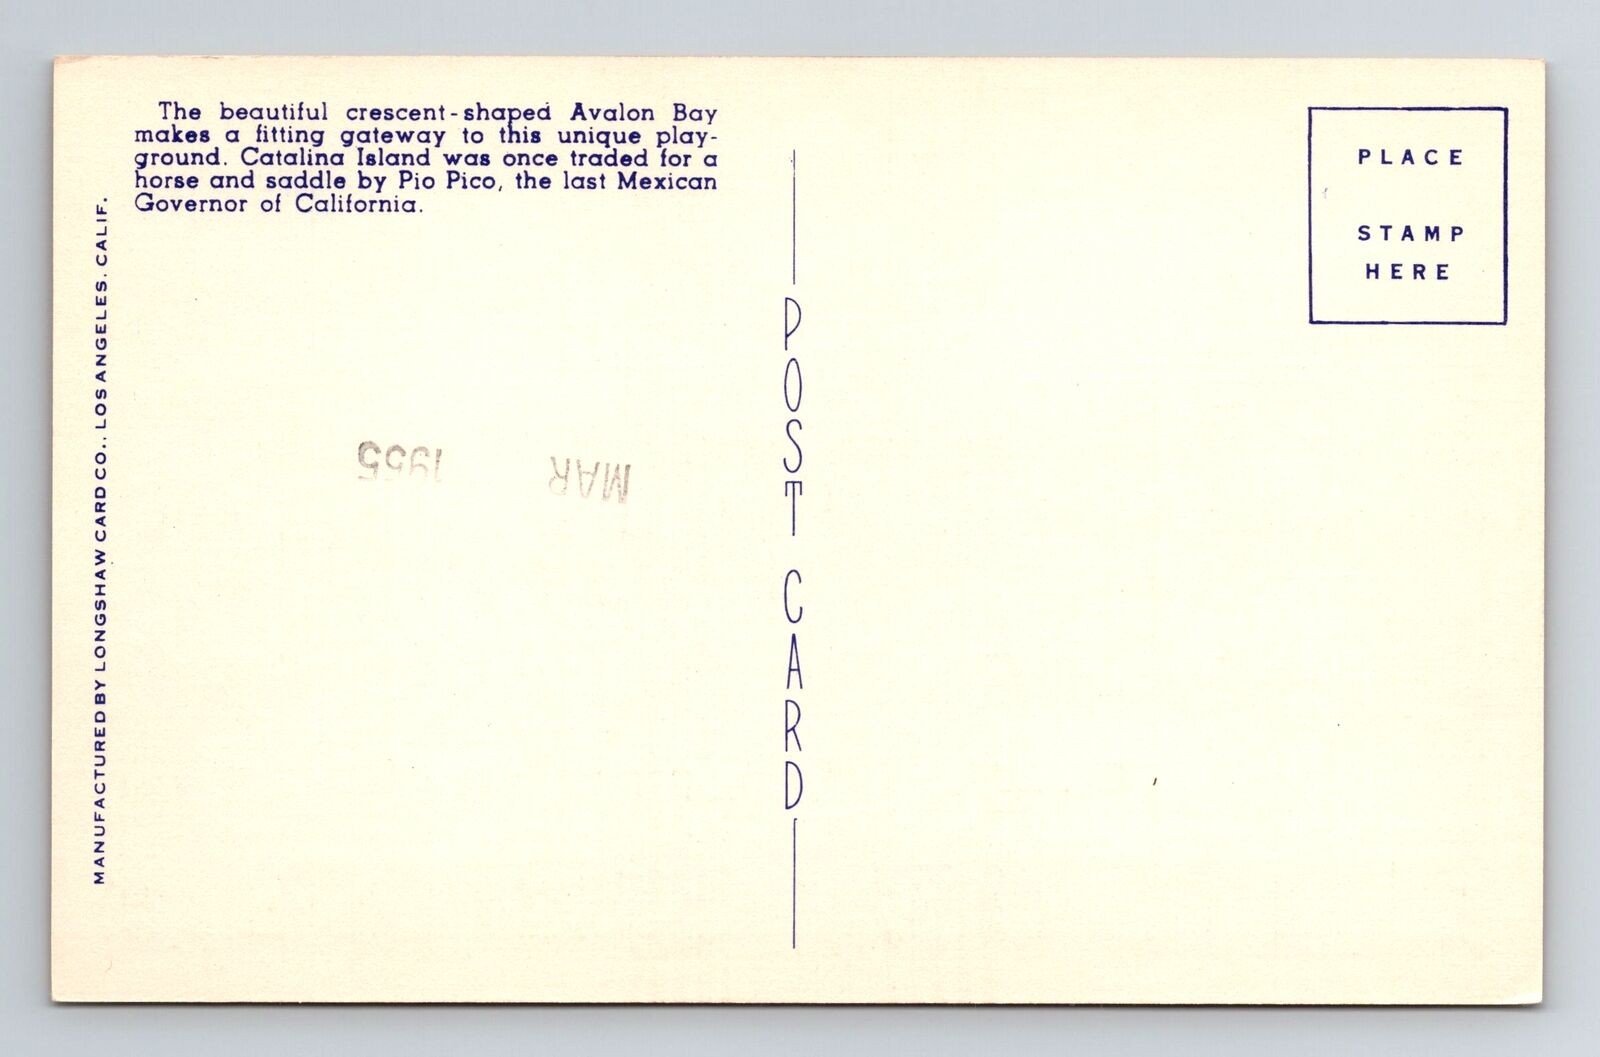 The beautiful crescent-shaped Avalon Bay
makes a fitting gateway to this unique play-
ground. Catalina Island was once traded for a
horse and saddle by Pio Pico, the last Mexican
Governor of California.
MANUFACTURED BY LONGSHAW CARD CO., LOS ANGELES, CALIF.
MAR 1955
POST CARD
PLACE
STAMP
HERE